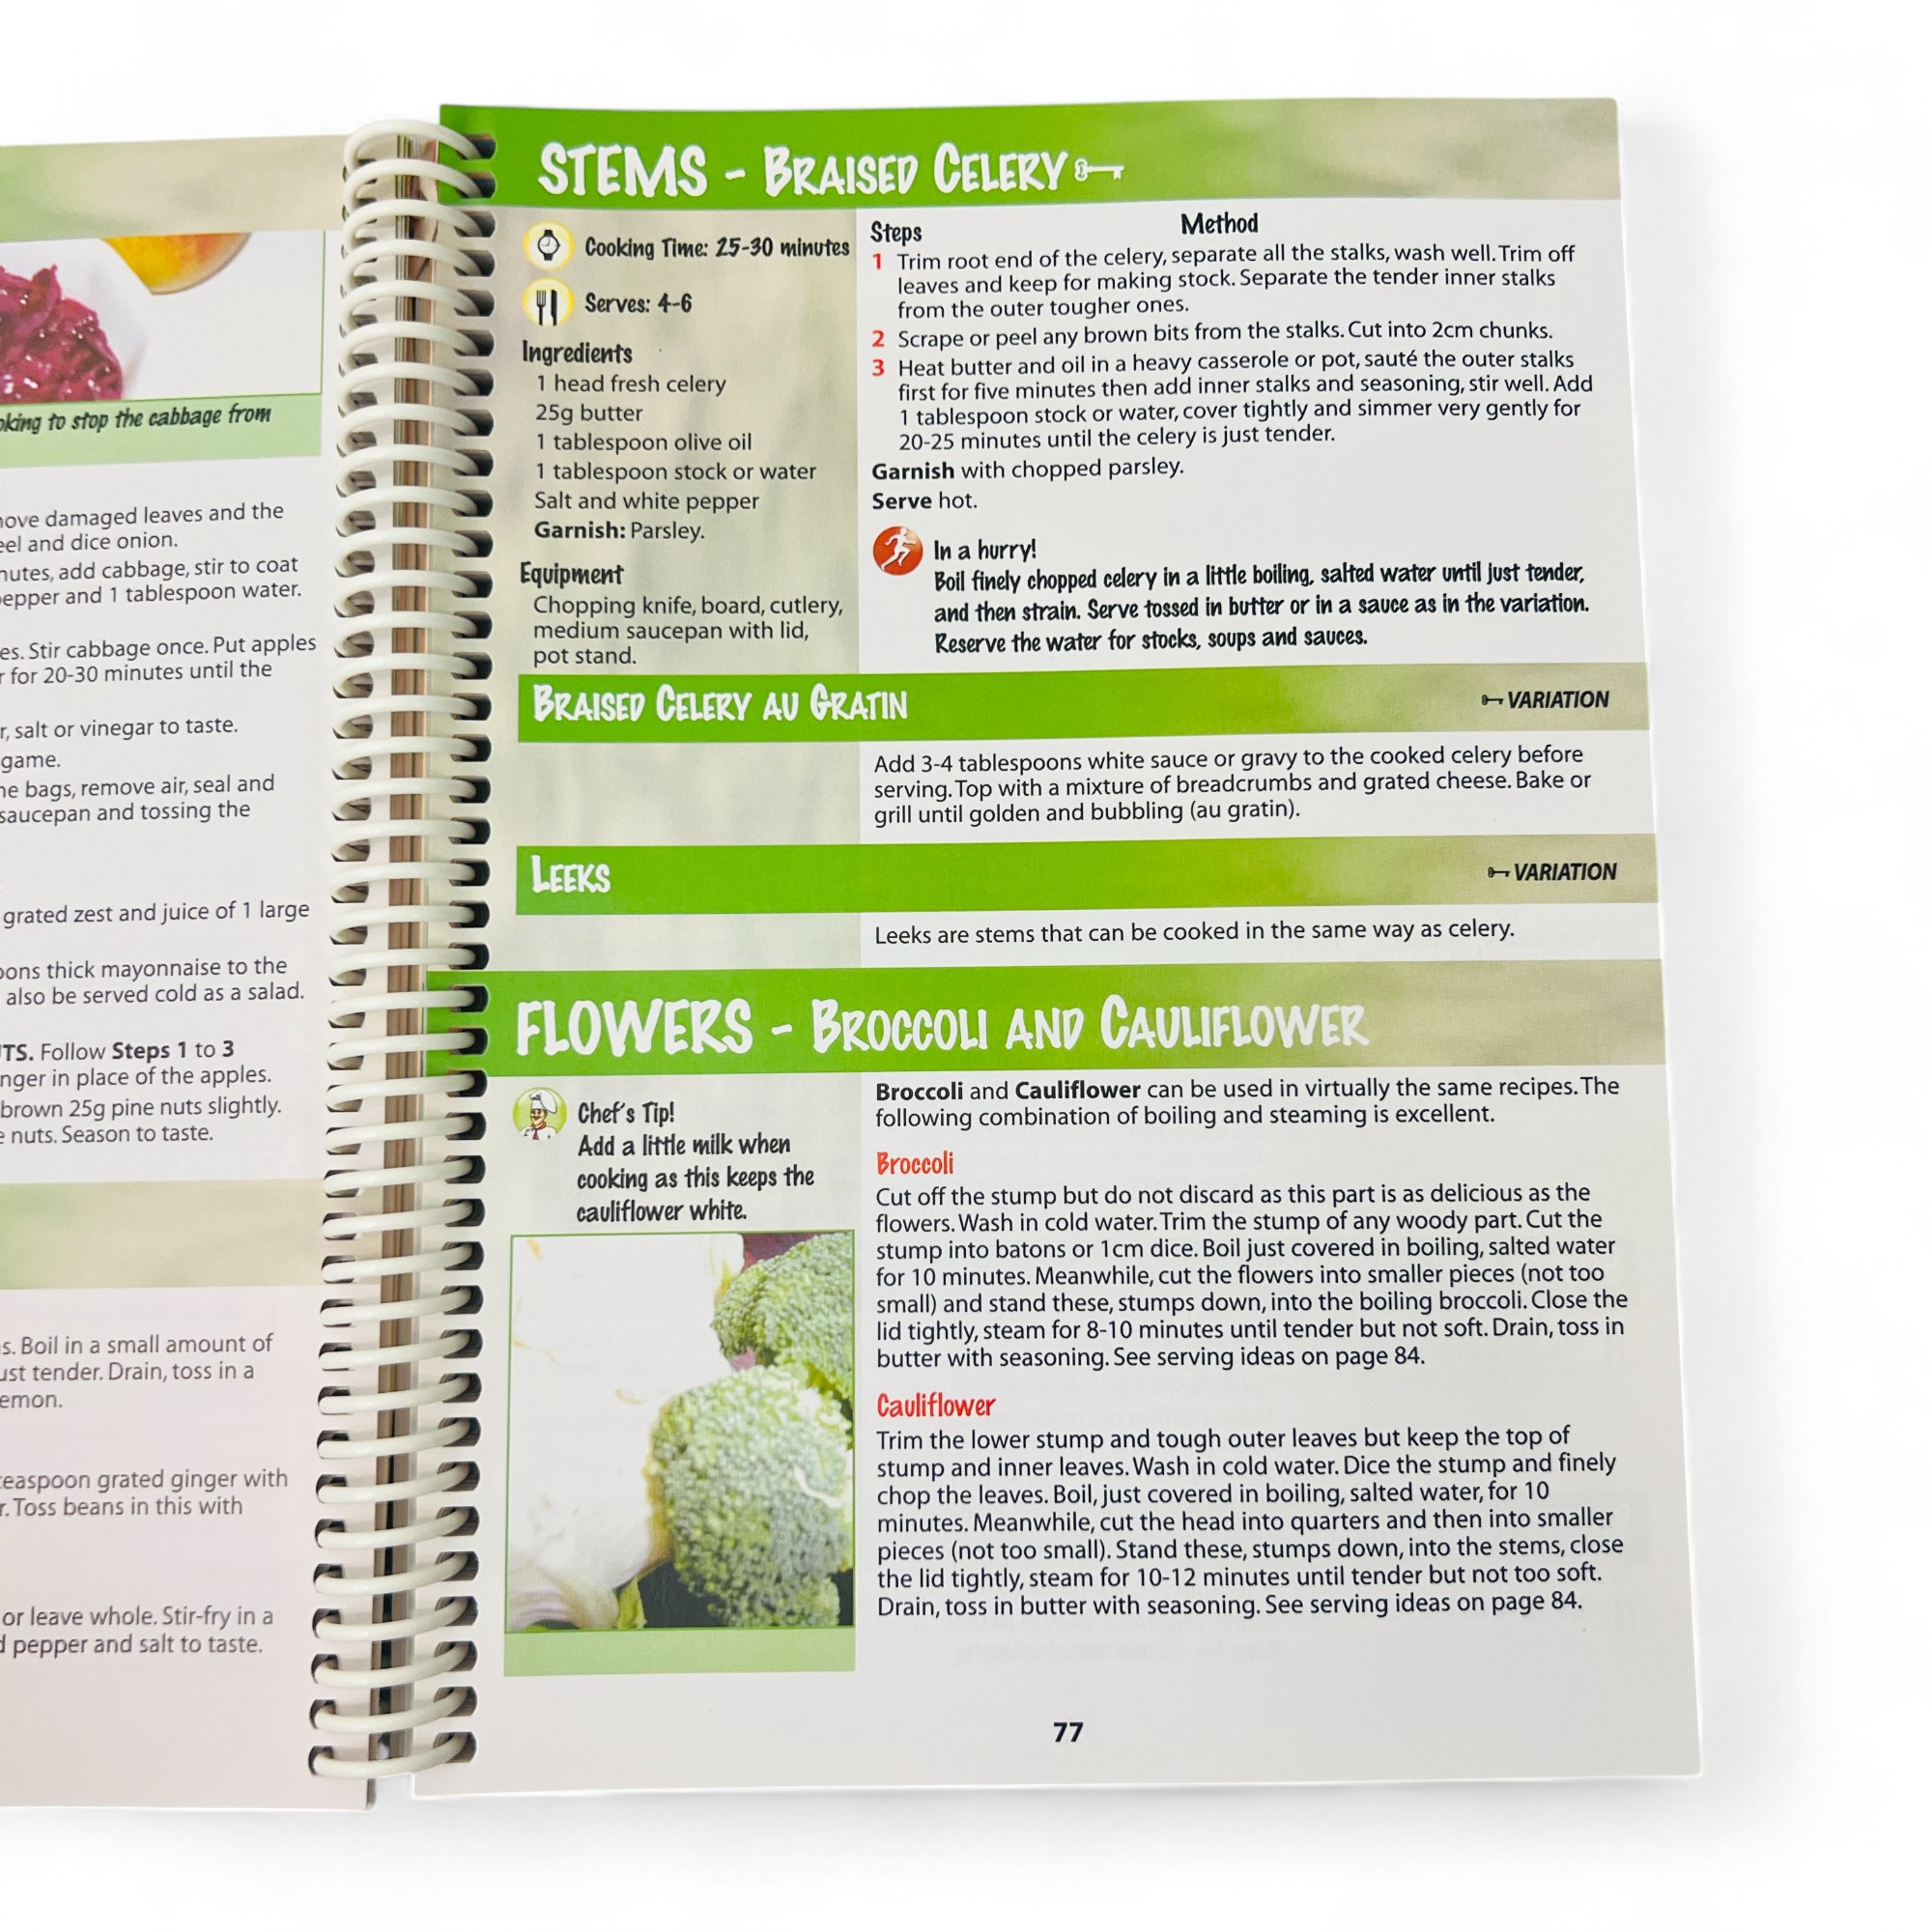 oking to stop the cabbage from
ove damaged leaves and the
eel and dice onion.
nutes, add cabbage, stir to coat
epper and 1 tablespoon water.
es. Stir cabbage once. Put apples
r for 20-30 minutes until the
r, salt or vinegar to taste.
game.
ne bags, remove air, seal and
saucepan and tossing the
grated zest and juice of 1 large
oons thick mayonnaise to the
also be served cold as a salad.
TS. Follow Steps 1 to 3
nger in place of the apples.
brown 25g pine nuts slightly.
e nuts. Season to taste.
s. Boil in a small amount of
ust tender. Drain, toss in a
emon.
teaspoon grated ginger with
r. Toss beans in this with
or leave whole. Stir-fry in a
d pepper and salt to taste.
STEMS - BRAISED CELERY
Cooking Time: 25-30 minutes
Serves: 4-6
Ingredients
1 head fresh celery
25g butter
1 tablespoon olive oil
1 tablespoon stock or water
Salt and white pepper
Garnish: Parsley.
Equipment
Chopping knife, board, cutlery,
medium saucepan with lid,
pot stand.
Steps Method
1 Trim root end of the celery, separate all the stalks, wash well. Trim off
leaves and keep for making stock. Separate the tender inner stalks
from the outer tougher ones.
2 Scrape or peel any brown bits from the stalks. Cut into 2cm chunks.
3 Heat butter and oil in a heavy casserole or pot, sauté the outer stalks
first for five minutes then add inner stalks and seasoning, stir well. Add
1 tablespoon stock or water, cover tightly and simmer very gently for
20-25 minutes until the celery is just tender.
Garnish with chopped parsley.
Serve hot.
In a hurry!
Boil finely chopped celery in a little boiling, salted water until just tender,
and then strain. Serve tossed in butter or in a sauce as in the variation.
Reserve the water for stocks, soups and sauces.
BRAISED CELERY AU GRATIN VARIATION
Add 3-4 tablespoons white sauce or gravy to the cooked celery before
serving. Top with a mixture of breadcrumbs and grated cheese. Bake or
grill until golden and bubbling (au gratin).
LEEKS VARIATION
Leeks are stems that can be cooked in the same way as celery.
FLOWERS - BROCCOLI AND CAULIFLOWER
Chef's Tip!
Add a little milk when
cooking as this keeps the
cauliflower white.
Broccoli and Cauliflower can be used in virtually the same recipes. The
following combination of boiling and steaming is excellent.
Broccoli
Cut off the stump but do not discard as this part is as delicious as the
flowers. Wash in cold water. Trim the stump of any woody part. Cut the
stump into batons or 1cm dice. Boil just covered in boiling, salted water
for 10 minutes. Meanwhile, cut the flowers into smaller pieces (not too
small) and stand these, stumps down, into the boiling broccoli. Close the
lid tightly, steam for 8-10 minutes until tender but not soft. Drain, toss in
butter with seasoning. See serving ideas on page 84.
Cauliflower
Trim the lower stump and tough outer leaves but keep the top of
stump and inner leaves. Wash in cold water. Dice the stump and finely
chop the leaves. Boil, just covered in boiling, salted water, for 10
minutes. Meanwhile, cut the head into quarters and then into smaller
pieces (not too small). Stand these, stumps down, into the stems, close
the lid tightly, steam for 10-12 minutes until tender but not too soft.
Drain, toss in butter with seasoning. See serving ideas on page 84.
77